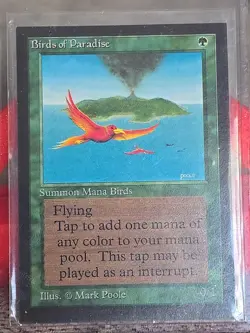 Birds of Paradise
Summon Mana Birds
Flying
Tap to add one mana of
any color to your mana
pool. This tap may be
played as an interrupt.
Illus. © Mark Poole